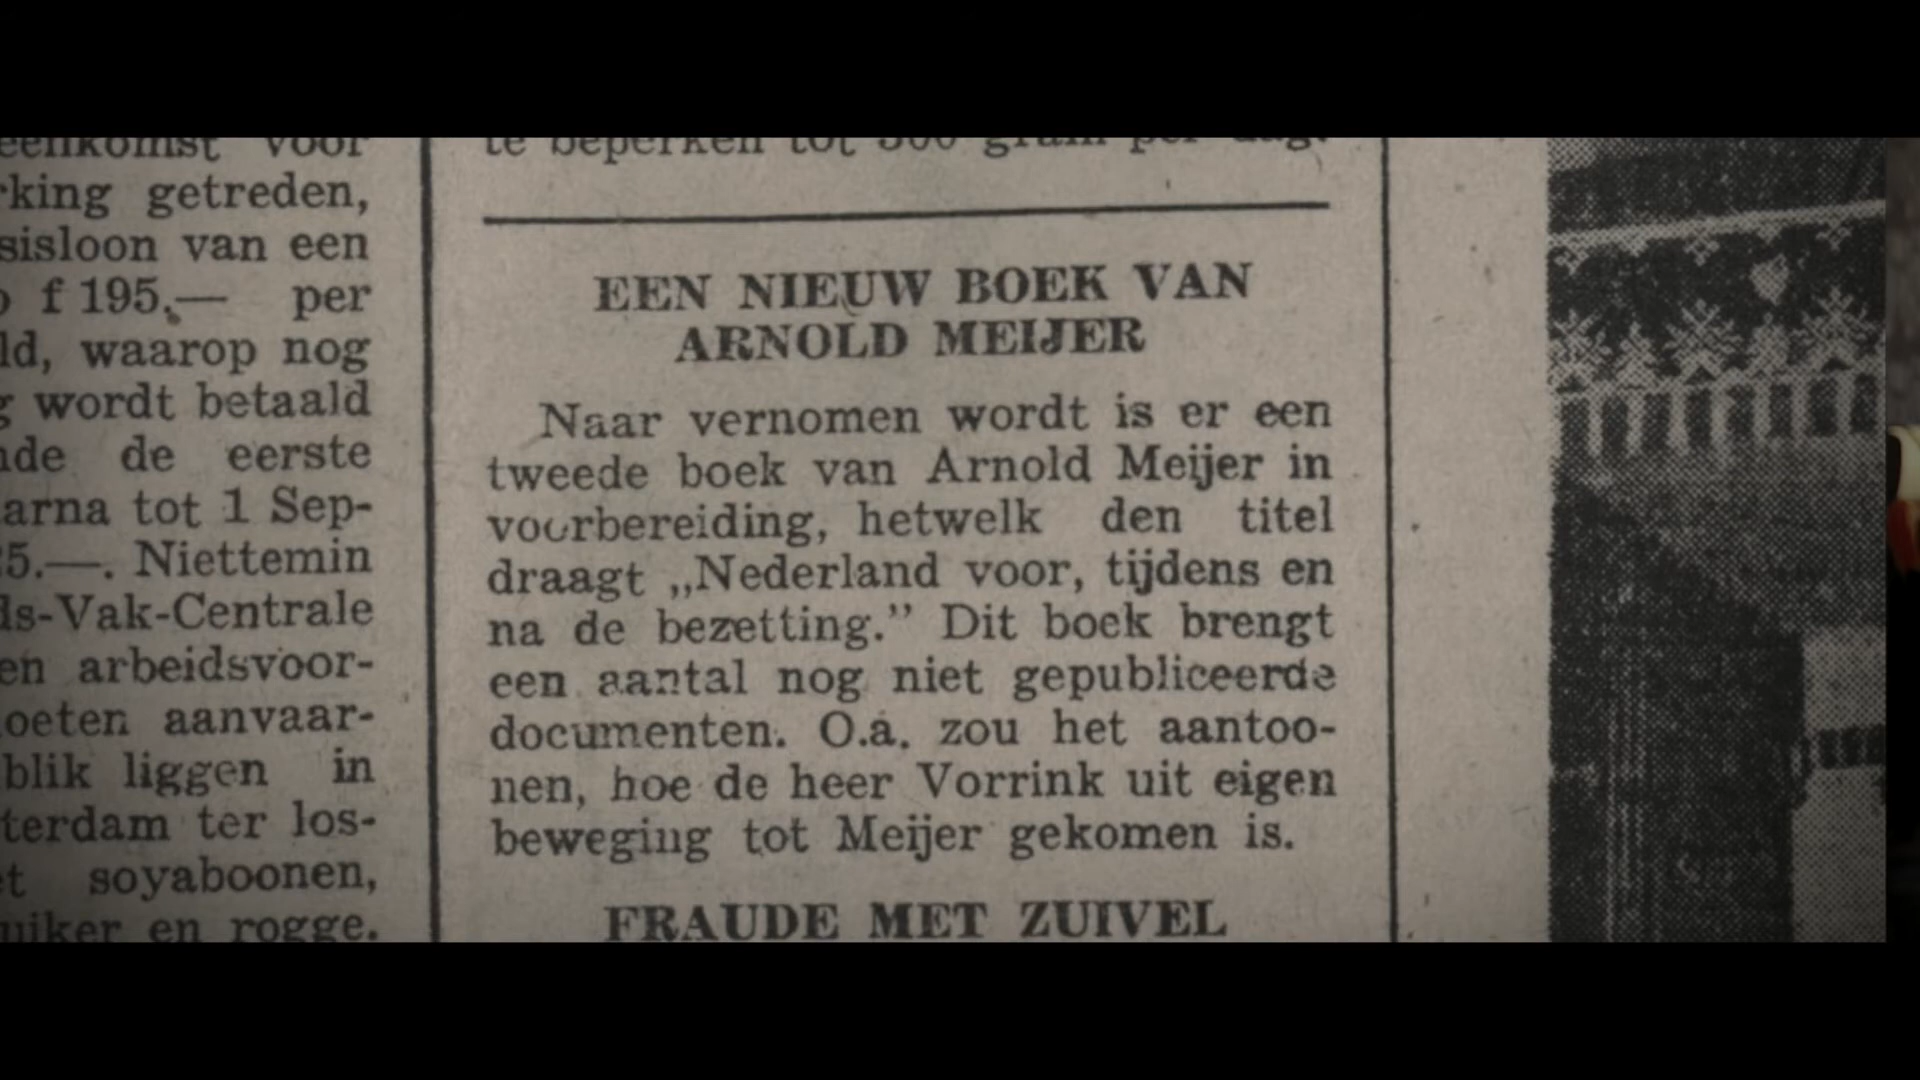 eenkomst voor
rking getreden,
sisloon van een
f 195.— per
ld, waarop nog
g wordt betaald
nde de eerste
arna tot 1 Sep-
25.—. Niettemin
ds-Vak-Centrale
en arbeidsvoor-
oeten aanvaar-
blik liggen in
terdam ter los-
et soyaboonen,
uiker en rogge.
te beperken tot 300 gram per dag.
EEN NIEUW BOEK VAN
ARNOLD MEIJER
Naar vernomen wordt is er een
tweede boek van Arnold Meijer in
voorbereiding, hetwelk den titel
draagt „Nederland voor, tijdens en
na de bezetting.” Dit boek brengt
een aantal nog niet gepubliceerde
documenten. O.a. zou het aantoo-
nen, hoe de heer Vorrink uit eigen
beweging tot Meijer gekomen is.
FRAUDE MET ZUIVEL